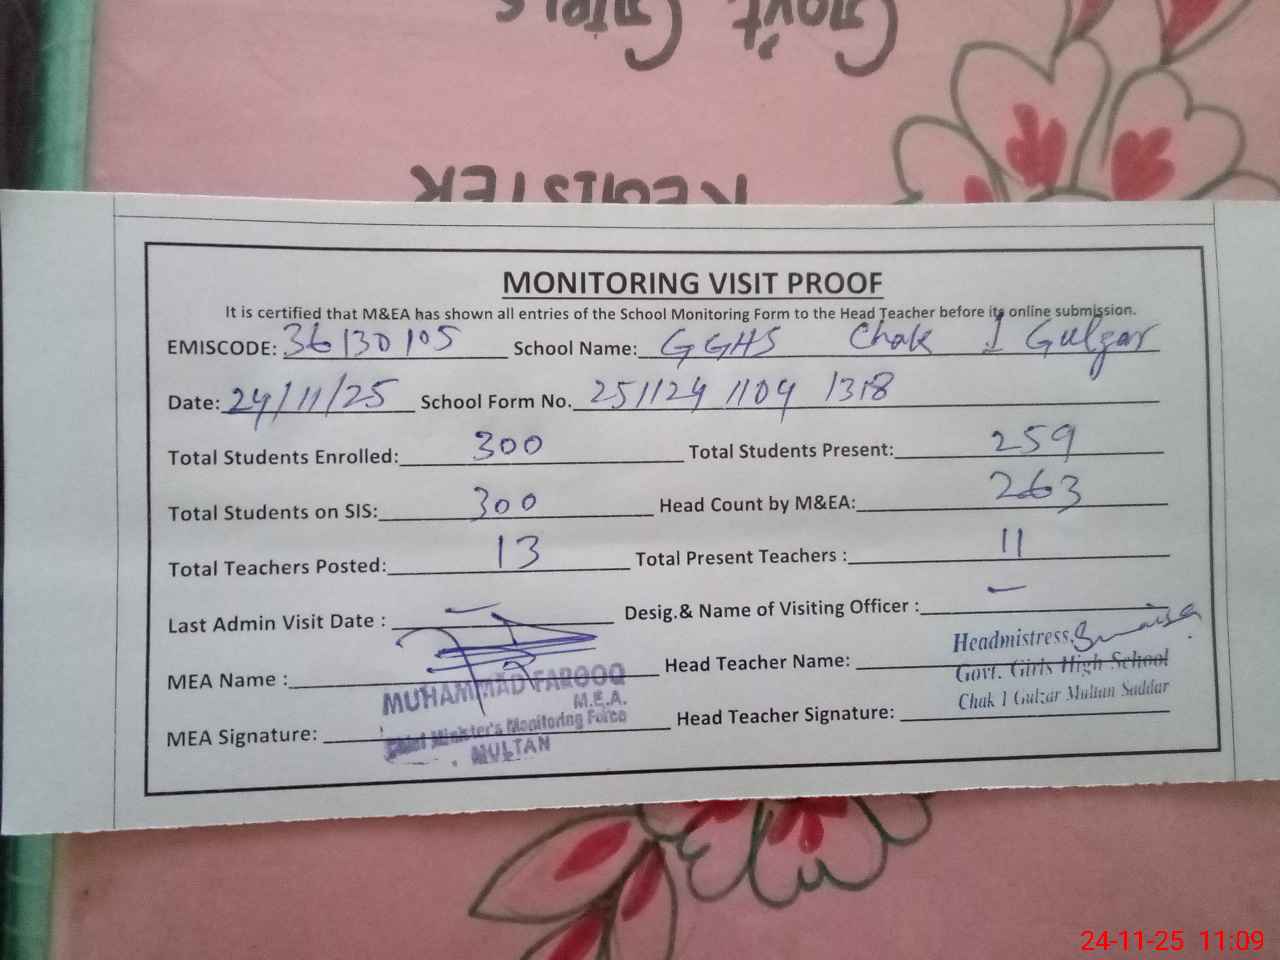 Govt. Girls
REGISTER
MONITORING VISIT PROOF
It is certified that M&EA has shown all entries of the School Monitoring Form to the Head Teacher before its online submission.
EMISCODE: 36130105 School Name: GGHS Chak 1 Gulzar
Date: 24/11/25 School Form No. 251124 1104 1318
Total Students Enrolled: 300 Total Students Present: 259
Total Students on SIS: 300 Head Count by M&EA: 263
Total Teachers Posted: 13 Total Present Teachers : 11
Last Admin Visit Date : – Desig.& Name of Visiting Officer : –
MEA Name : Head Teacher Name:
MUHAMMAD FAROOQ
M.E.A.
Chief Minister's Monitoring Force
MULTAN
Headmistress
Govt. Girls High School
Chak 1 Gulzar Multan Saddar
MEA Signature: Head Teacher Signature:
24-11-25 11:09